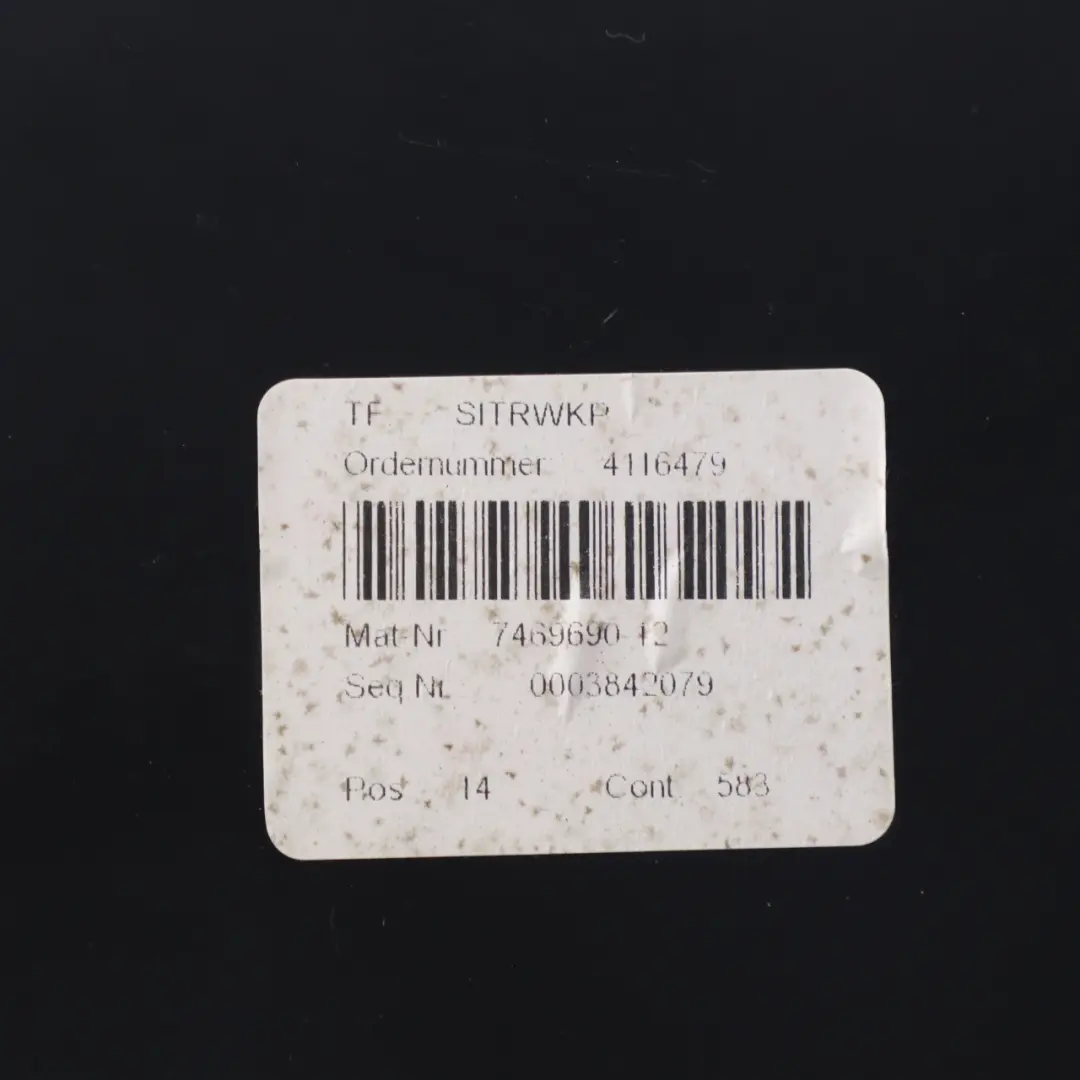 TF SITRWKP
Ordernummer 4116479
Mat-Nr 7469690-12
Seq Nr. 0003842079
Pos 14 Cont 583